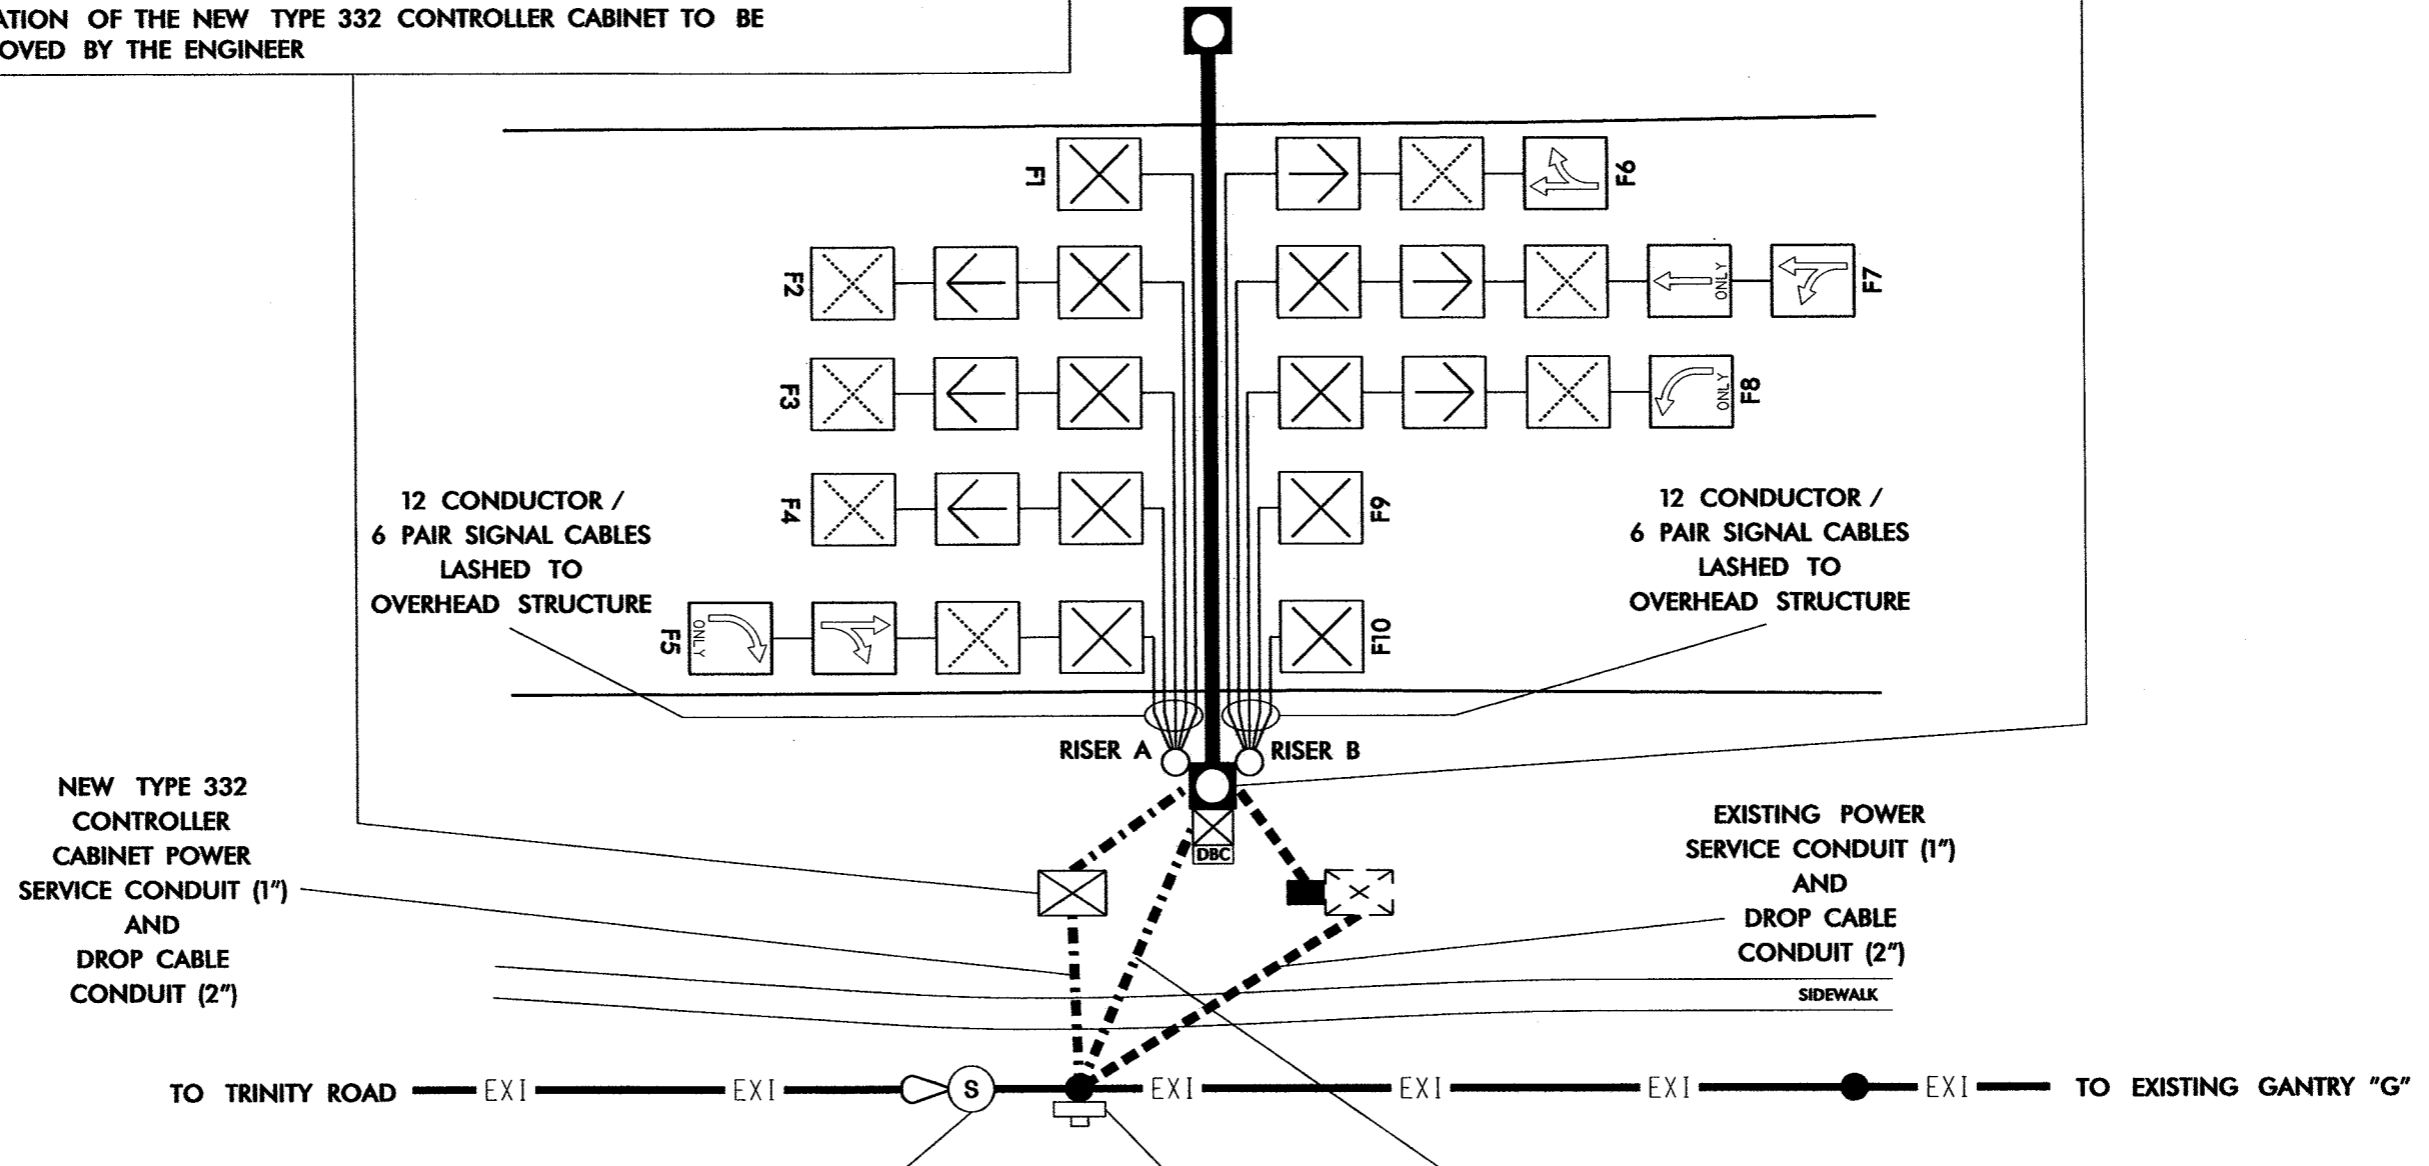 ATION OF THE NEW TYPE 332 CONTROLLER CABINET TO BE
OVED BY THE ENGINEER
F1
F6
F2
ONLY
F7
F3
ONLY
F8
F4
F9
12 CONDUCTOR /
6 PAIR SIGNAL CABLES
LASHED TO
OVERHEAD STRUCTURE
12 CONDUCTOR /
6 PAIR SIGNAL CABLES
LASHED TO
OVERHEAD STRUCTURE
F5
ONLY
F10
RISER A
RISER B
DBC
NEW TYPE 332
CONTROLLER
CABINET POWER
SERVICE CONDUIT (1")
AND
DROP CABLE
CONDUIT (2")
EXISTING POWER
SERVICE CONDUIT (1")
AND
DROP CABLE
CONDUIT (2")
SIDEWALK
TO TRINITY ROAD
EXI
EXI
S
EXI
EXI
EXI
EXI
TO EXISTING GANTRY "G"